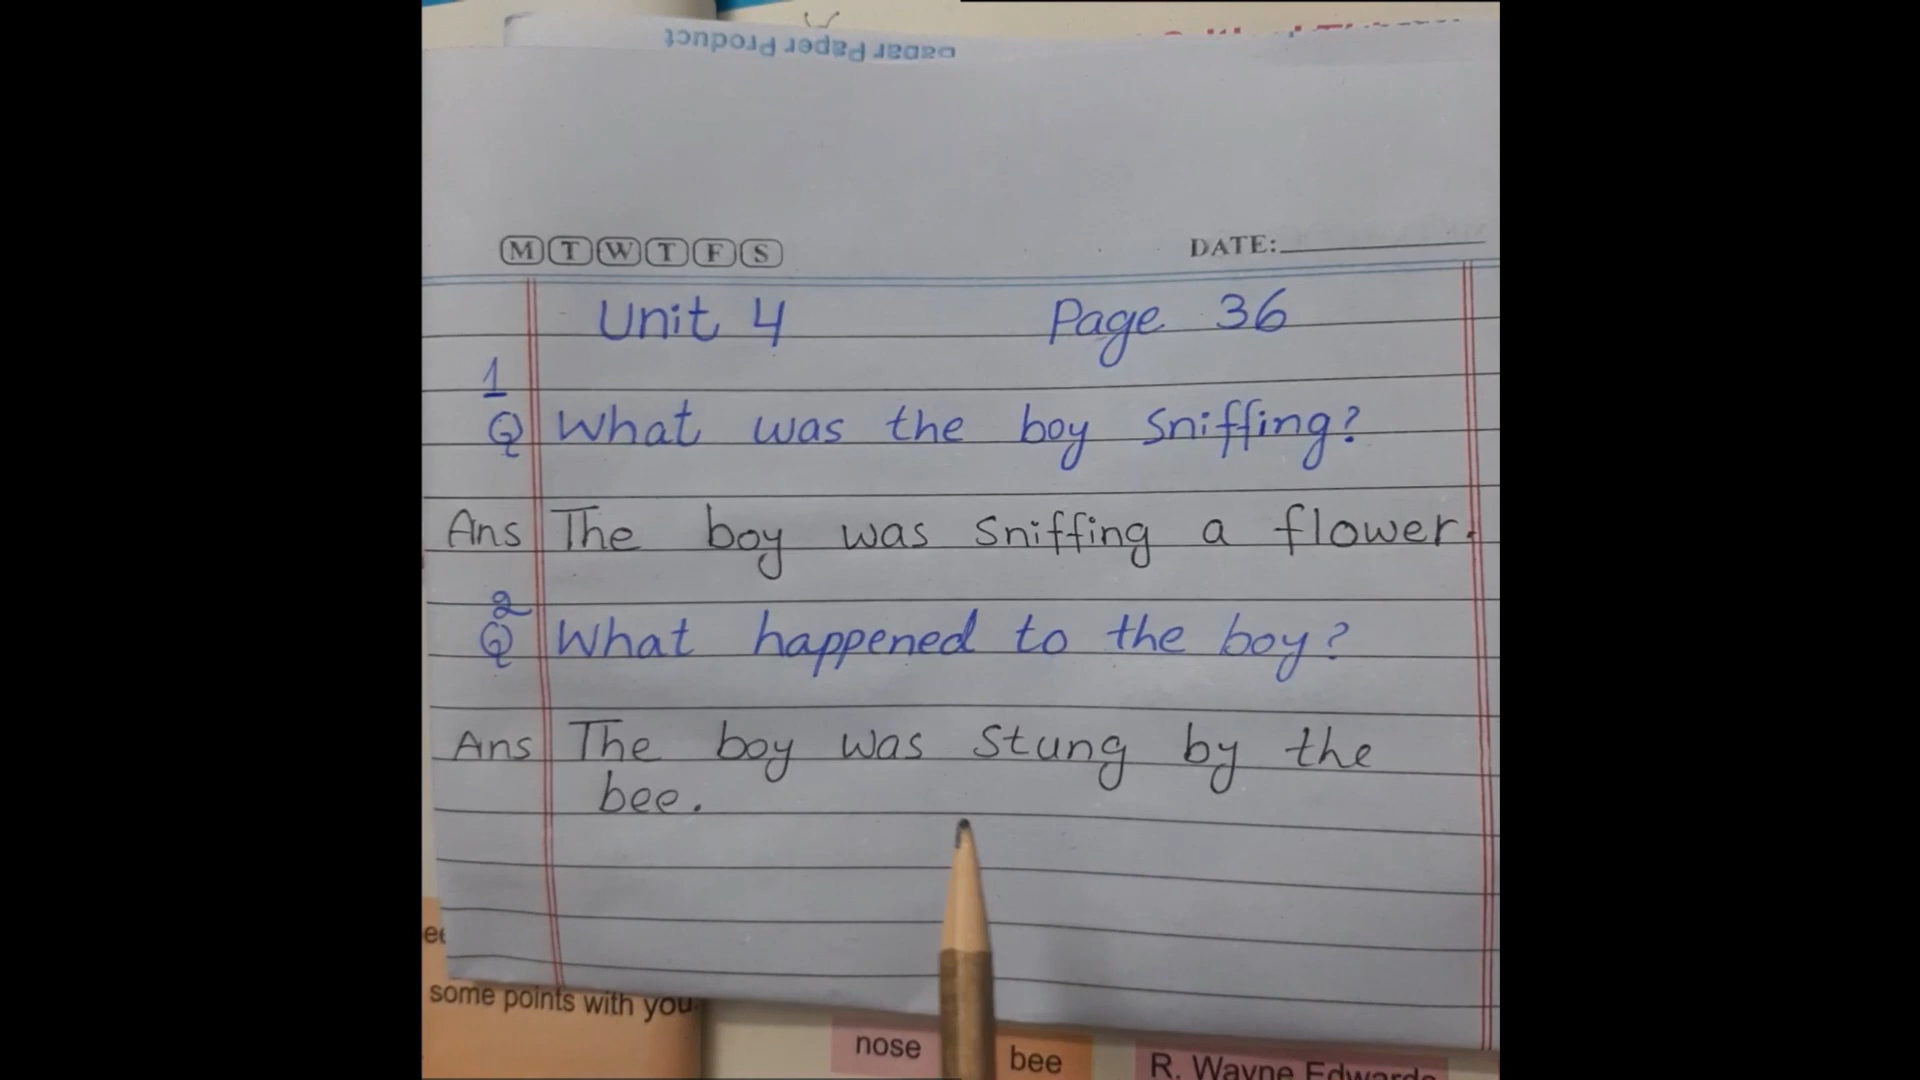 Babar Paper Product
M T W T F S DATE:
Unit 4 Page 36
1
Q What was the boy sniffing?
Ans The boy was sniffing a flower.
2
Q What happened to the boy?
Ans The boy was stung by the
bee.
some points with you
nose bee R. Wayne Edwards